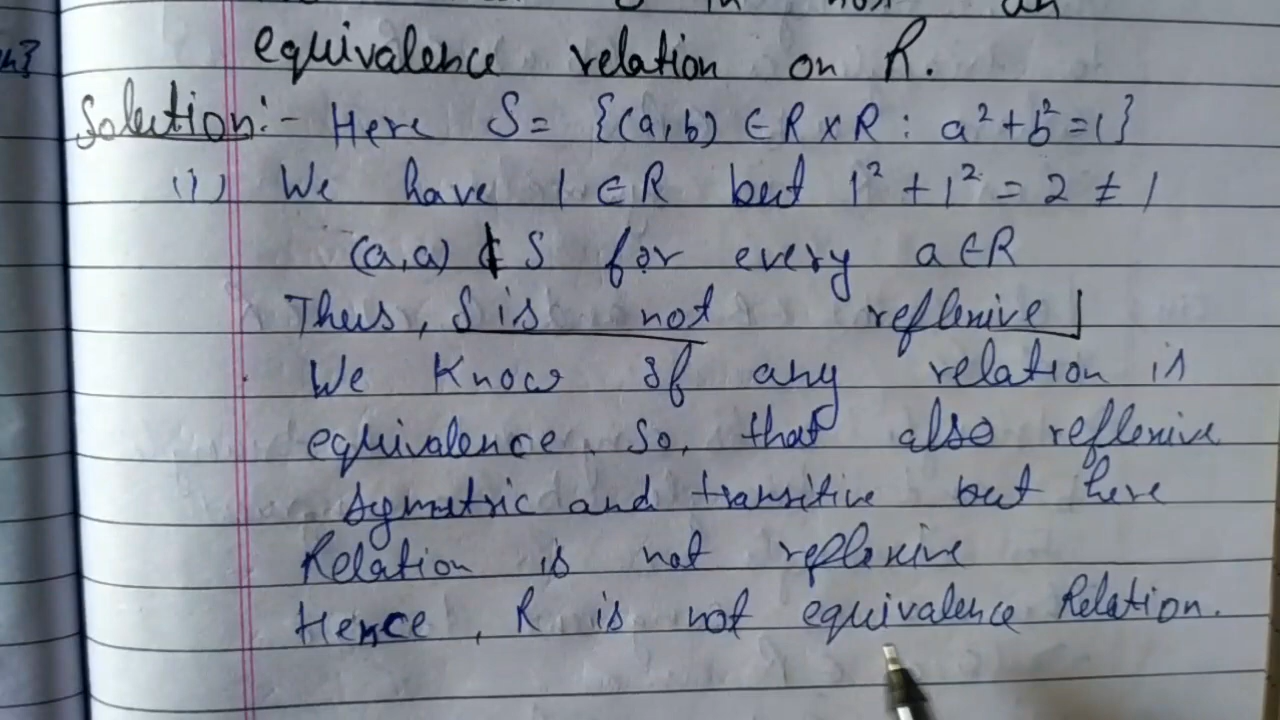 equivalence relation on R.
Solution:- Here S= {(a,b) ∈ R x R : a²+b²=1}
(i) We have 1 ∈ R but 1² + 1² = 2 ≠ 1
(a,a) ∉ S for every a ∈ R
Thus, S is not reflexive
We Know If any relation is
equivalence. So, that also reflexive
symetric and transitive but here
Relation is not reflexive
Hence, R is not equivalence Relation.